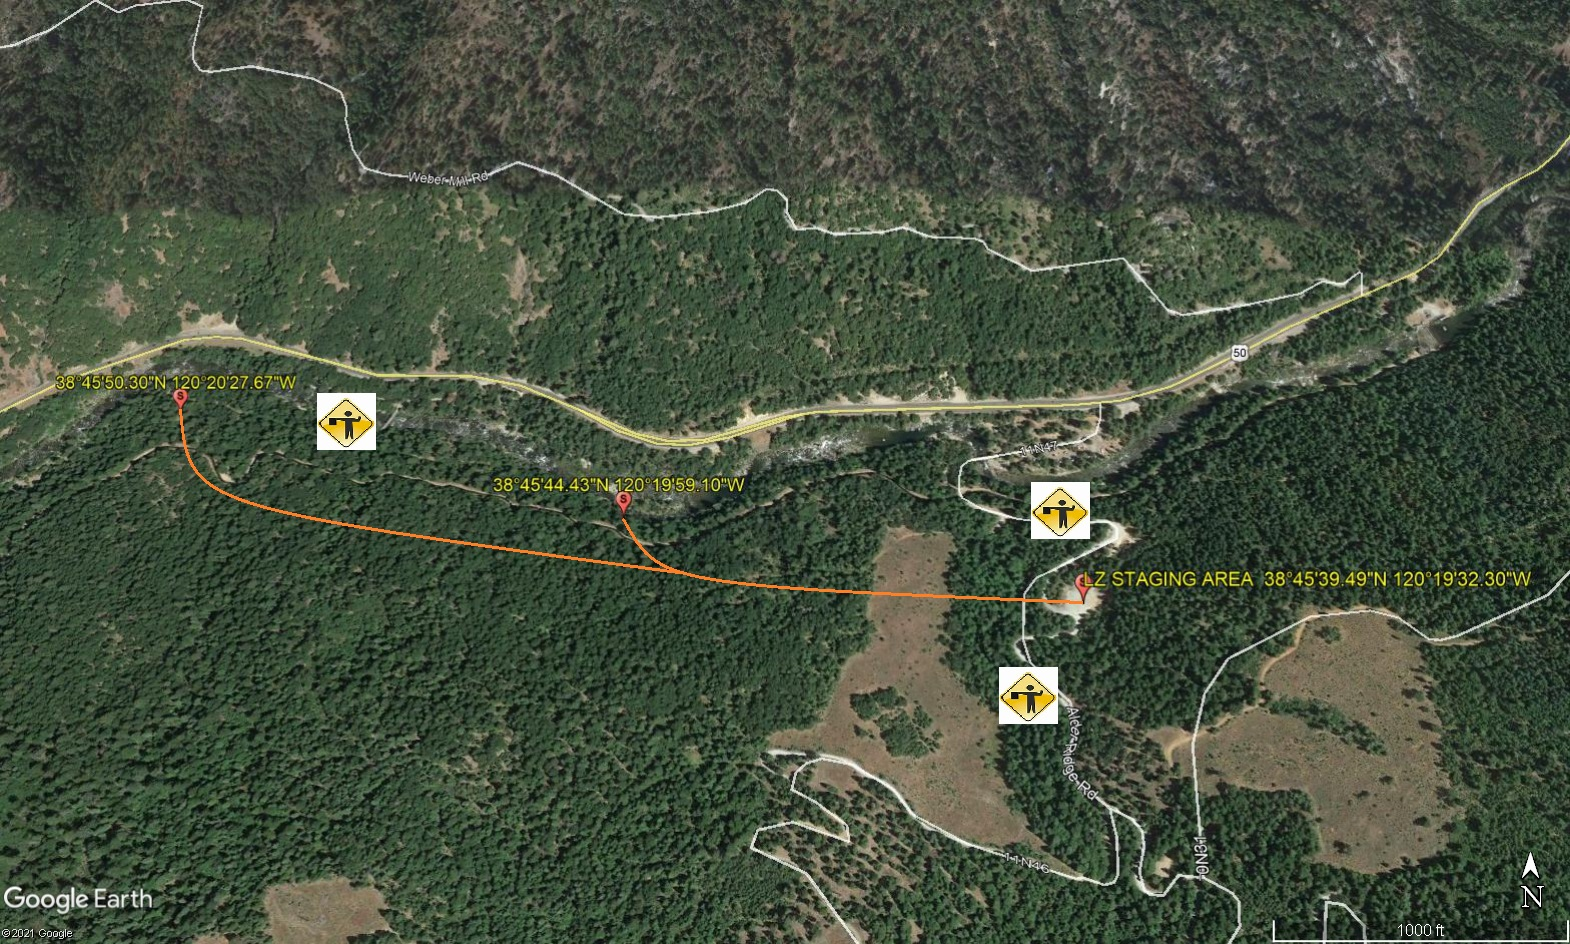 Weber Mill Rd
50
38°45'50.30"N 120°20'27.67"W
S
11N47
38°45'44.43"N 120°19'59.10"W
S
LZ STAGING AREA 38°45'39.49"N 120°19'32.30"W
Alder Ridge Rd
11N46
Google Earth
N
1000 ft
©2021 Google